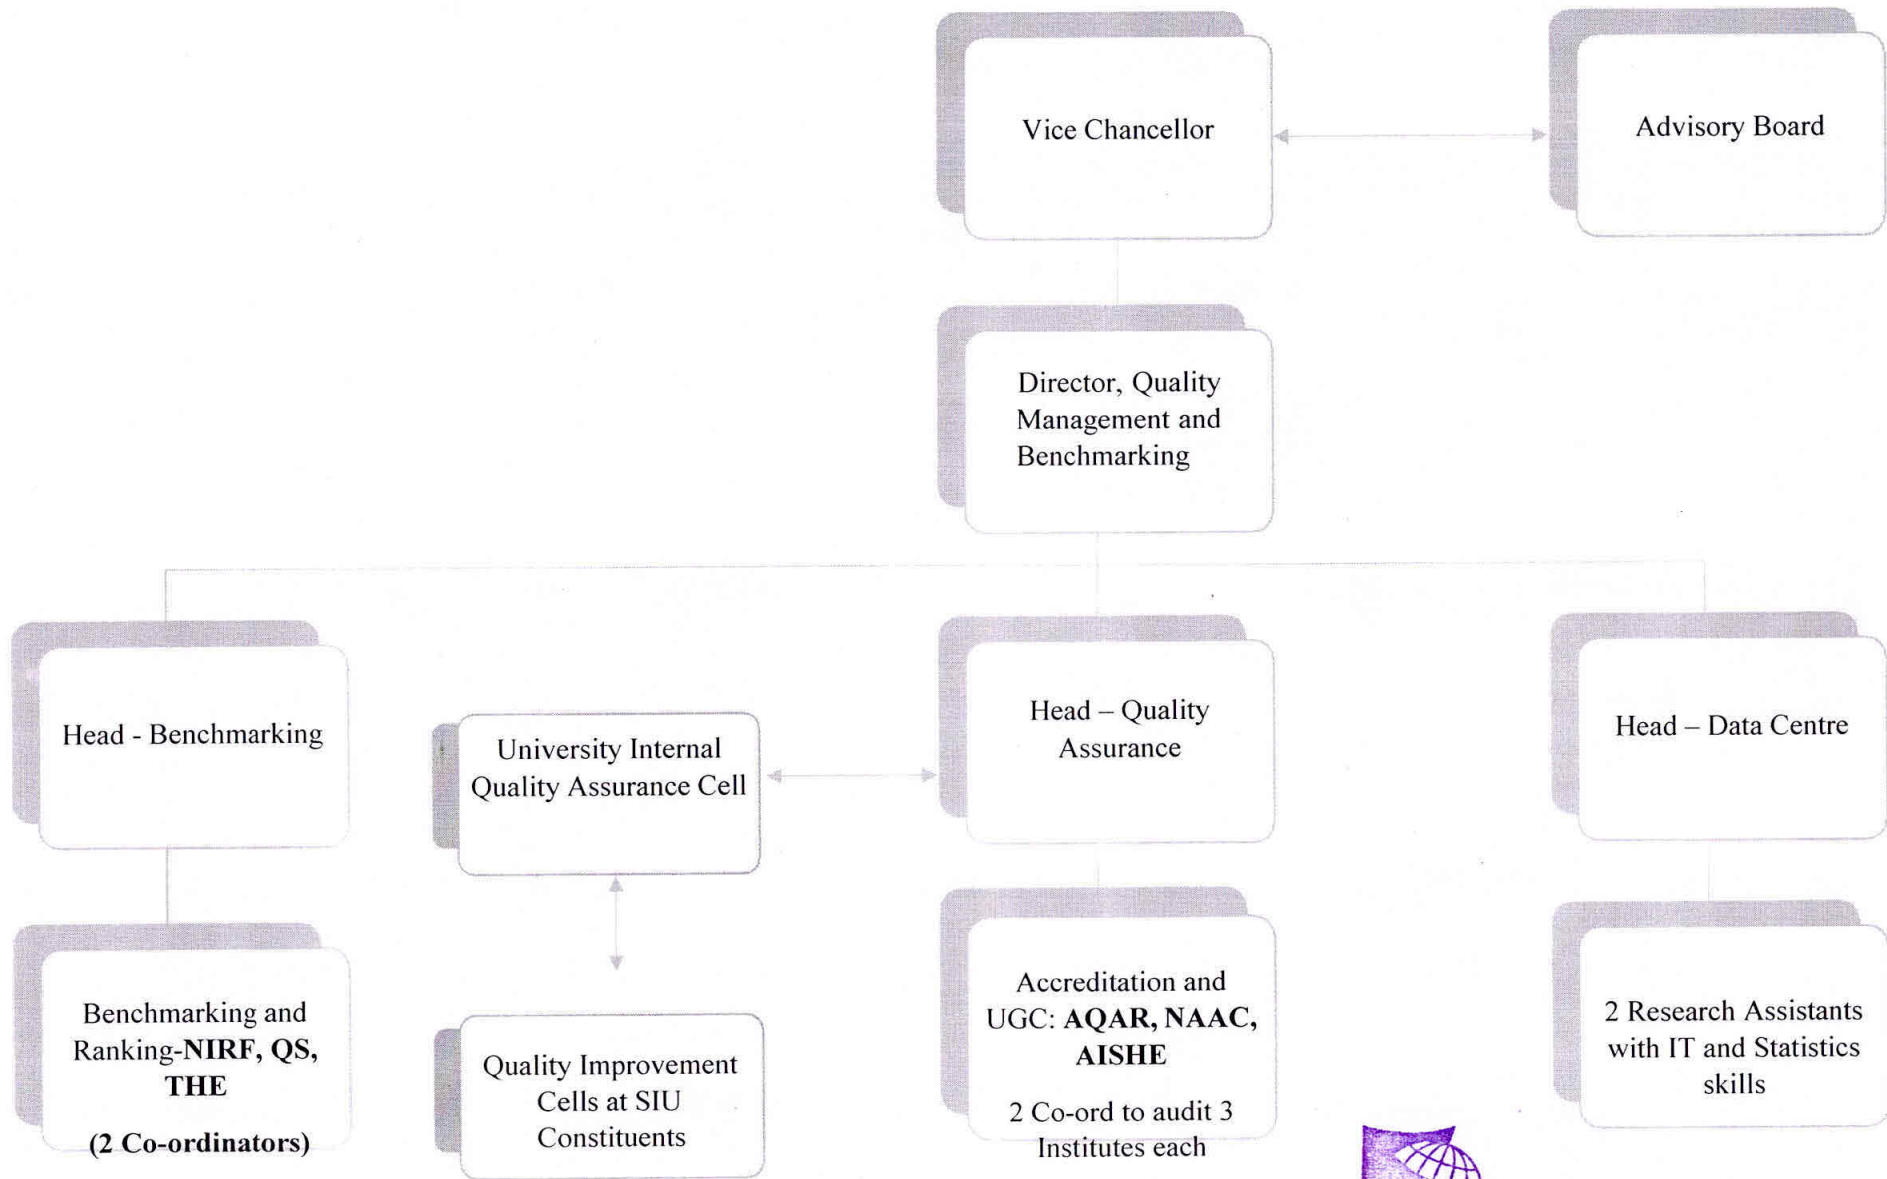 Vice Chancellor
Advisory Board
Director, Quality
Management and
Benchmarking
Head - Benchmarking
University Internal
Quality Assurance Cell
Head – Quality
Assurance
Head – Data Centre
Benchmarking and
Ranking-NIRF, QS,
THE
(2 Co-ordinators)
Quality Improvement
Cells at SIU
Constituents
Accreditation and
UGC: AQAR, NAAC,
AISHE
2 Co-ord to audit 3
Institutes each
2 Research Assistants
with IT and Statistics
skills